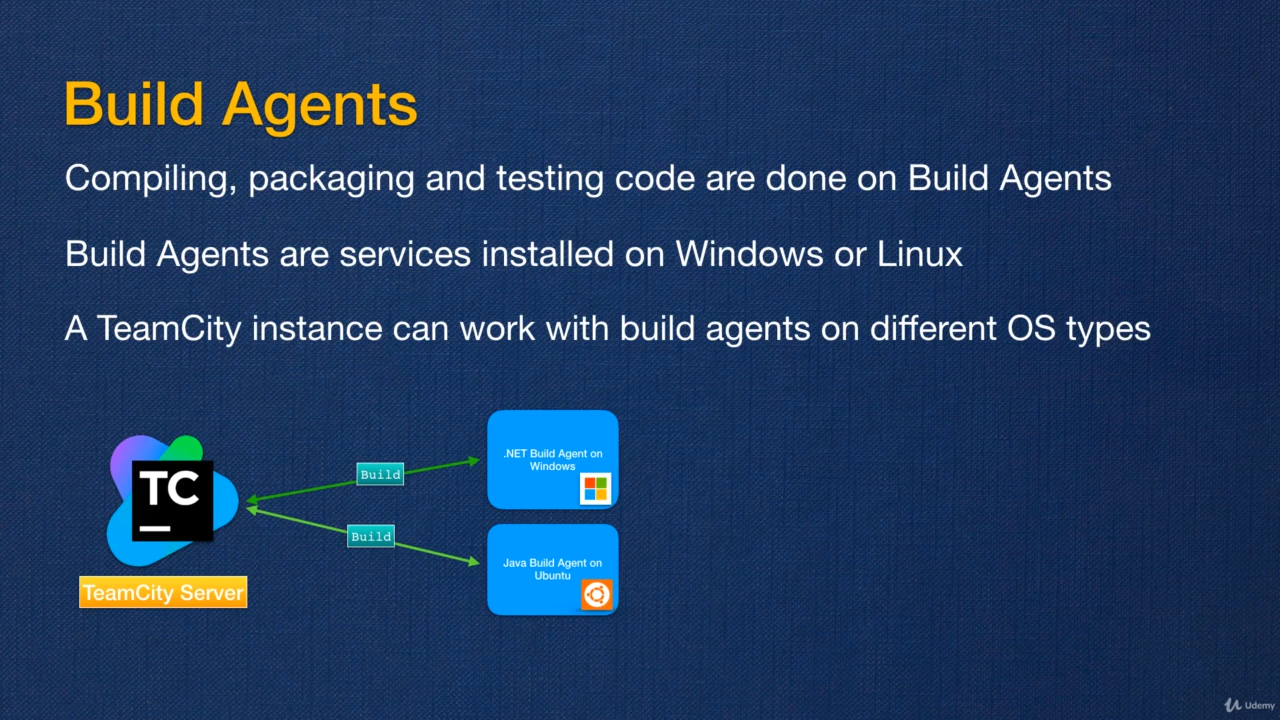 Build Agents
Compiling, packaging and testing code are done on Build Agents
Build Agents are services installed on Windows or Linux
A TeamCity instance can work with build agents on different OS types
.NET Build Agent on
Windows
Build
TC
Build
Java Build Agent on
Ubuntu
TeamCity Server
Udemy